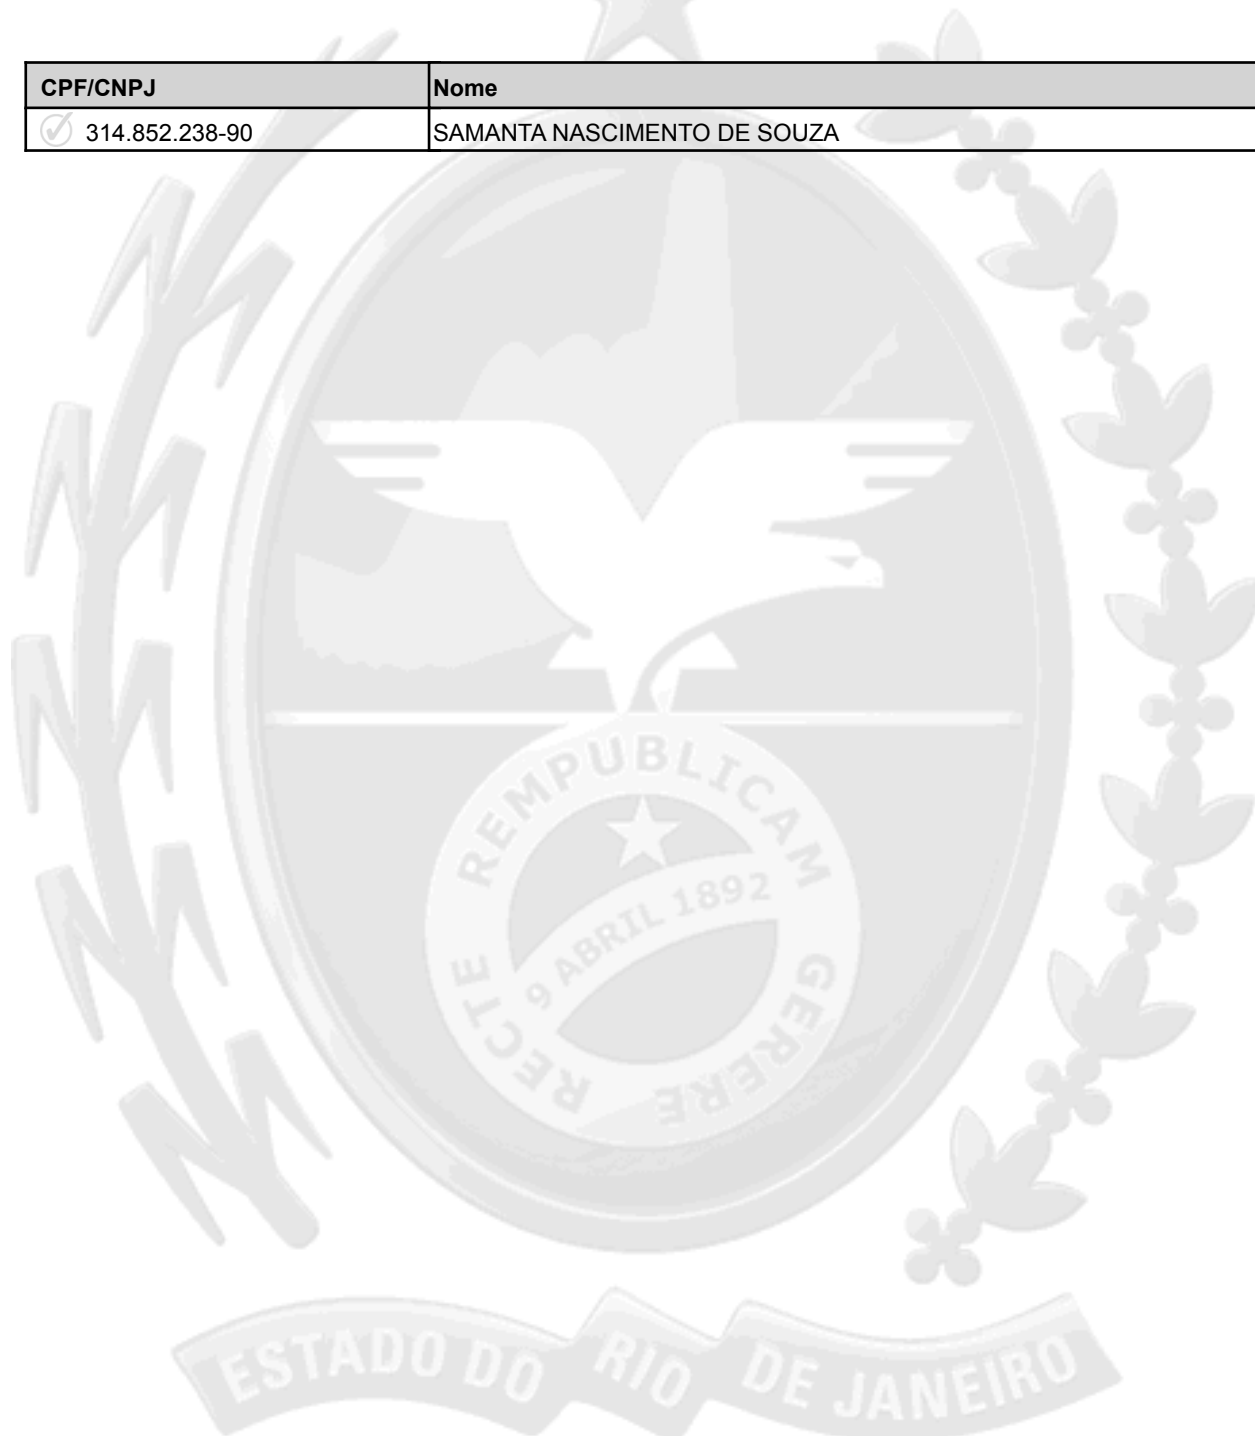 CPF/CNPJ Nome
314.852.238-90 SAMANTA NASCIMENTO DE SOUZA
REMPUBLICAM
9 ABRIL 1892
RECTE GERERE
ESTADO DO RIO DE JANEIRO